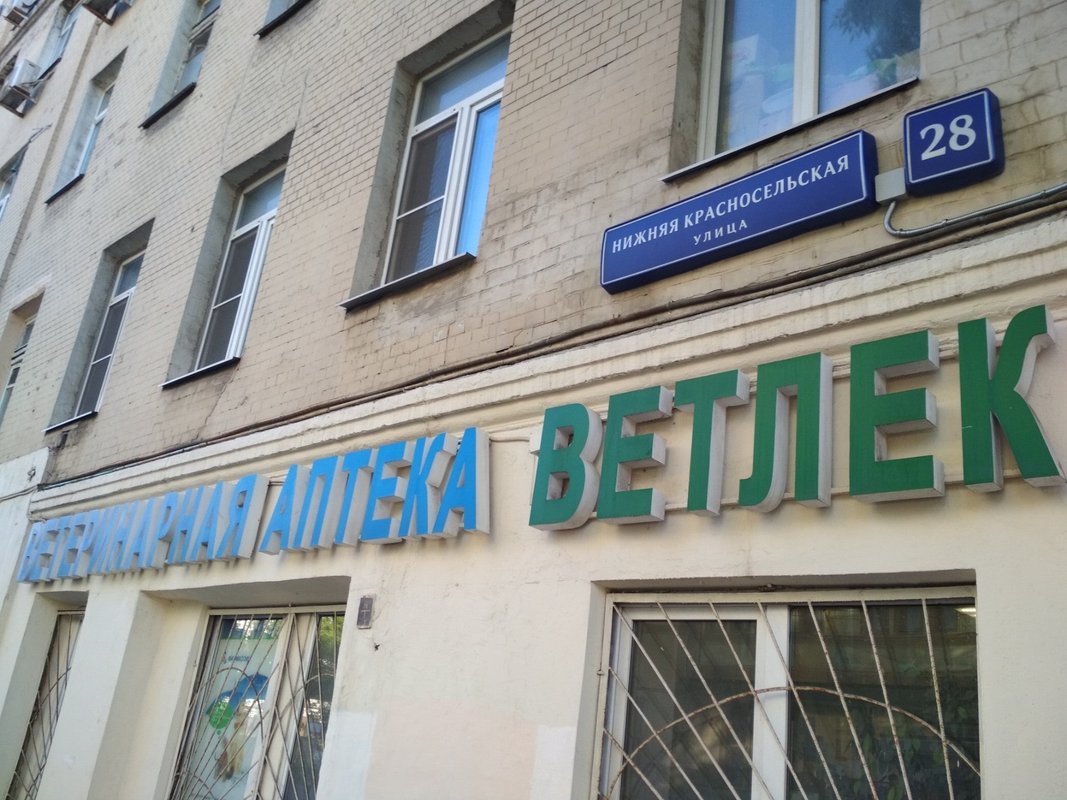 НИЖНЯЯ КРАСНОСЕЛЬСКАЯ
УЛИЦА
28
ВЕТЕРИНАРНАЯ АПТЕКА ВЕТЛЕК